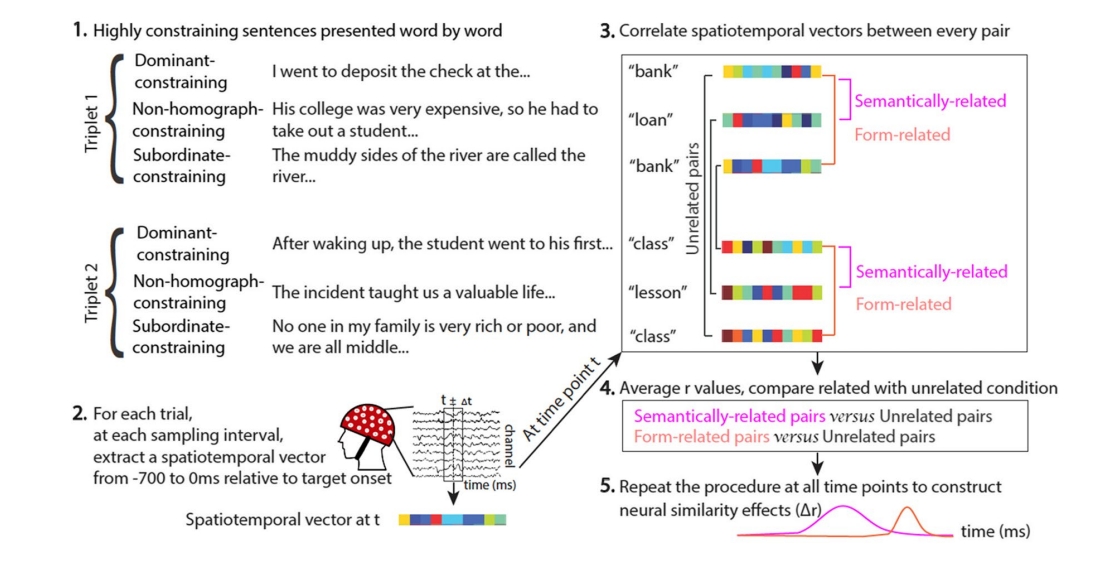 1. Highly constraining sentences presented word by word
Triplet 1
Dominant-
constraining
I went to deposit the check at the...
Non-homograph-
constraining
His college was very expensive, so he had to
take out a student...
Subordinate-
constraining
The muddy sides of the river are called the
river...
Triplet 2
Dominant-
constraining
After waking up, the student went to his first...
Non-homograph-
constraining
The incident taught us a valuable life...
Subordinate-
constraining
No one in my family is very rich or poor, and
we are all middle...
2. For each trial,
at each sampling interval,
extract a spatiotemporal vector
from -700 to 0ms relative to target onset
t ± Δt
channel
time (ms)
Spatiotemporal vector at t
At time point t
3. Correlate spatiotemporal vectors between every pair
"bank"
"loan"
"bank"
Unrelated pairs
"class"
"lesson"
"class"
Semantically-related
Form-related
Semantically-related
Form-related
4. Average r values, compare related with unrelated condition
Semantically-related pairs versus Unrelated pairs
Form-related pairs versus Unrelated pairs
5. Repeat the procedure at all time points to construct
neural similarity effects (Δr)
time (ms)